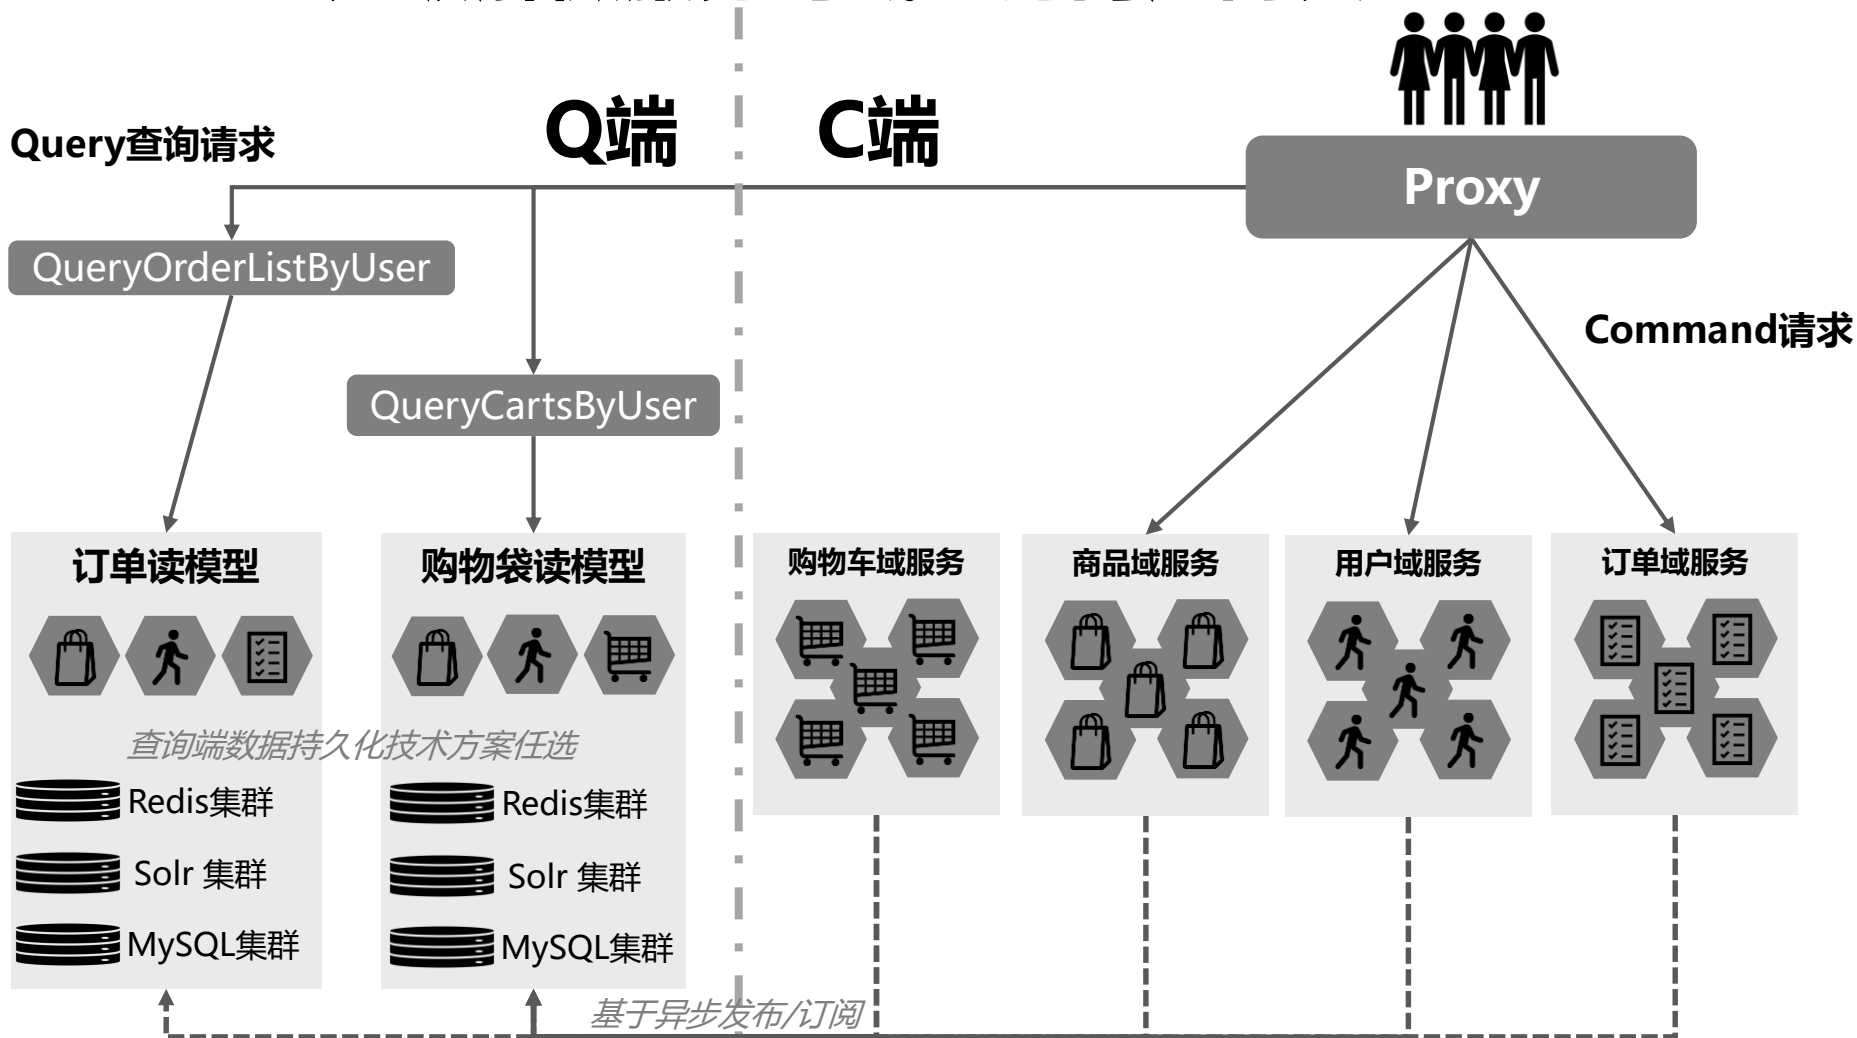 Q端
C端
Query查询请求
Proxy
QueryOrderListByUser
Command请求
QueryCartsByUser
订单读模型
购物袋读模型
购物车域服务
商品域服务
用户域服务
订单域服务
查询端数据持久化技术方案任选
Redis集群
Redis集群
Solr 集群
Solr 集群
MySQL集群
MySQL集群
基于异步发布/订阅